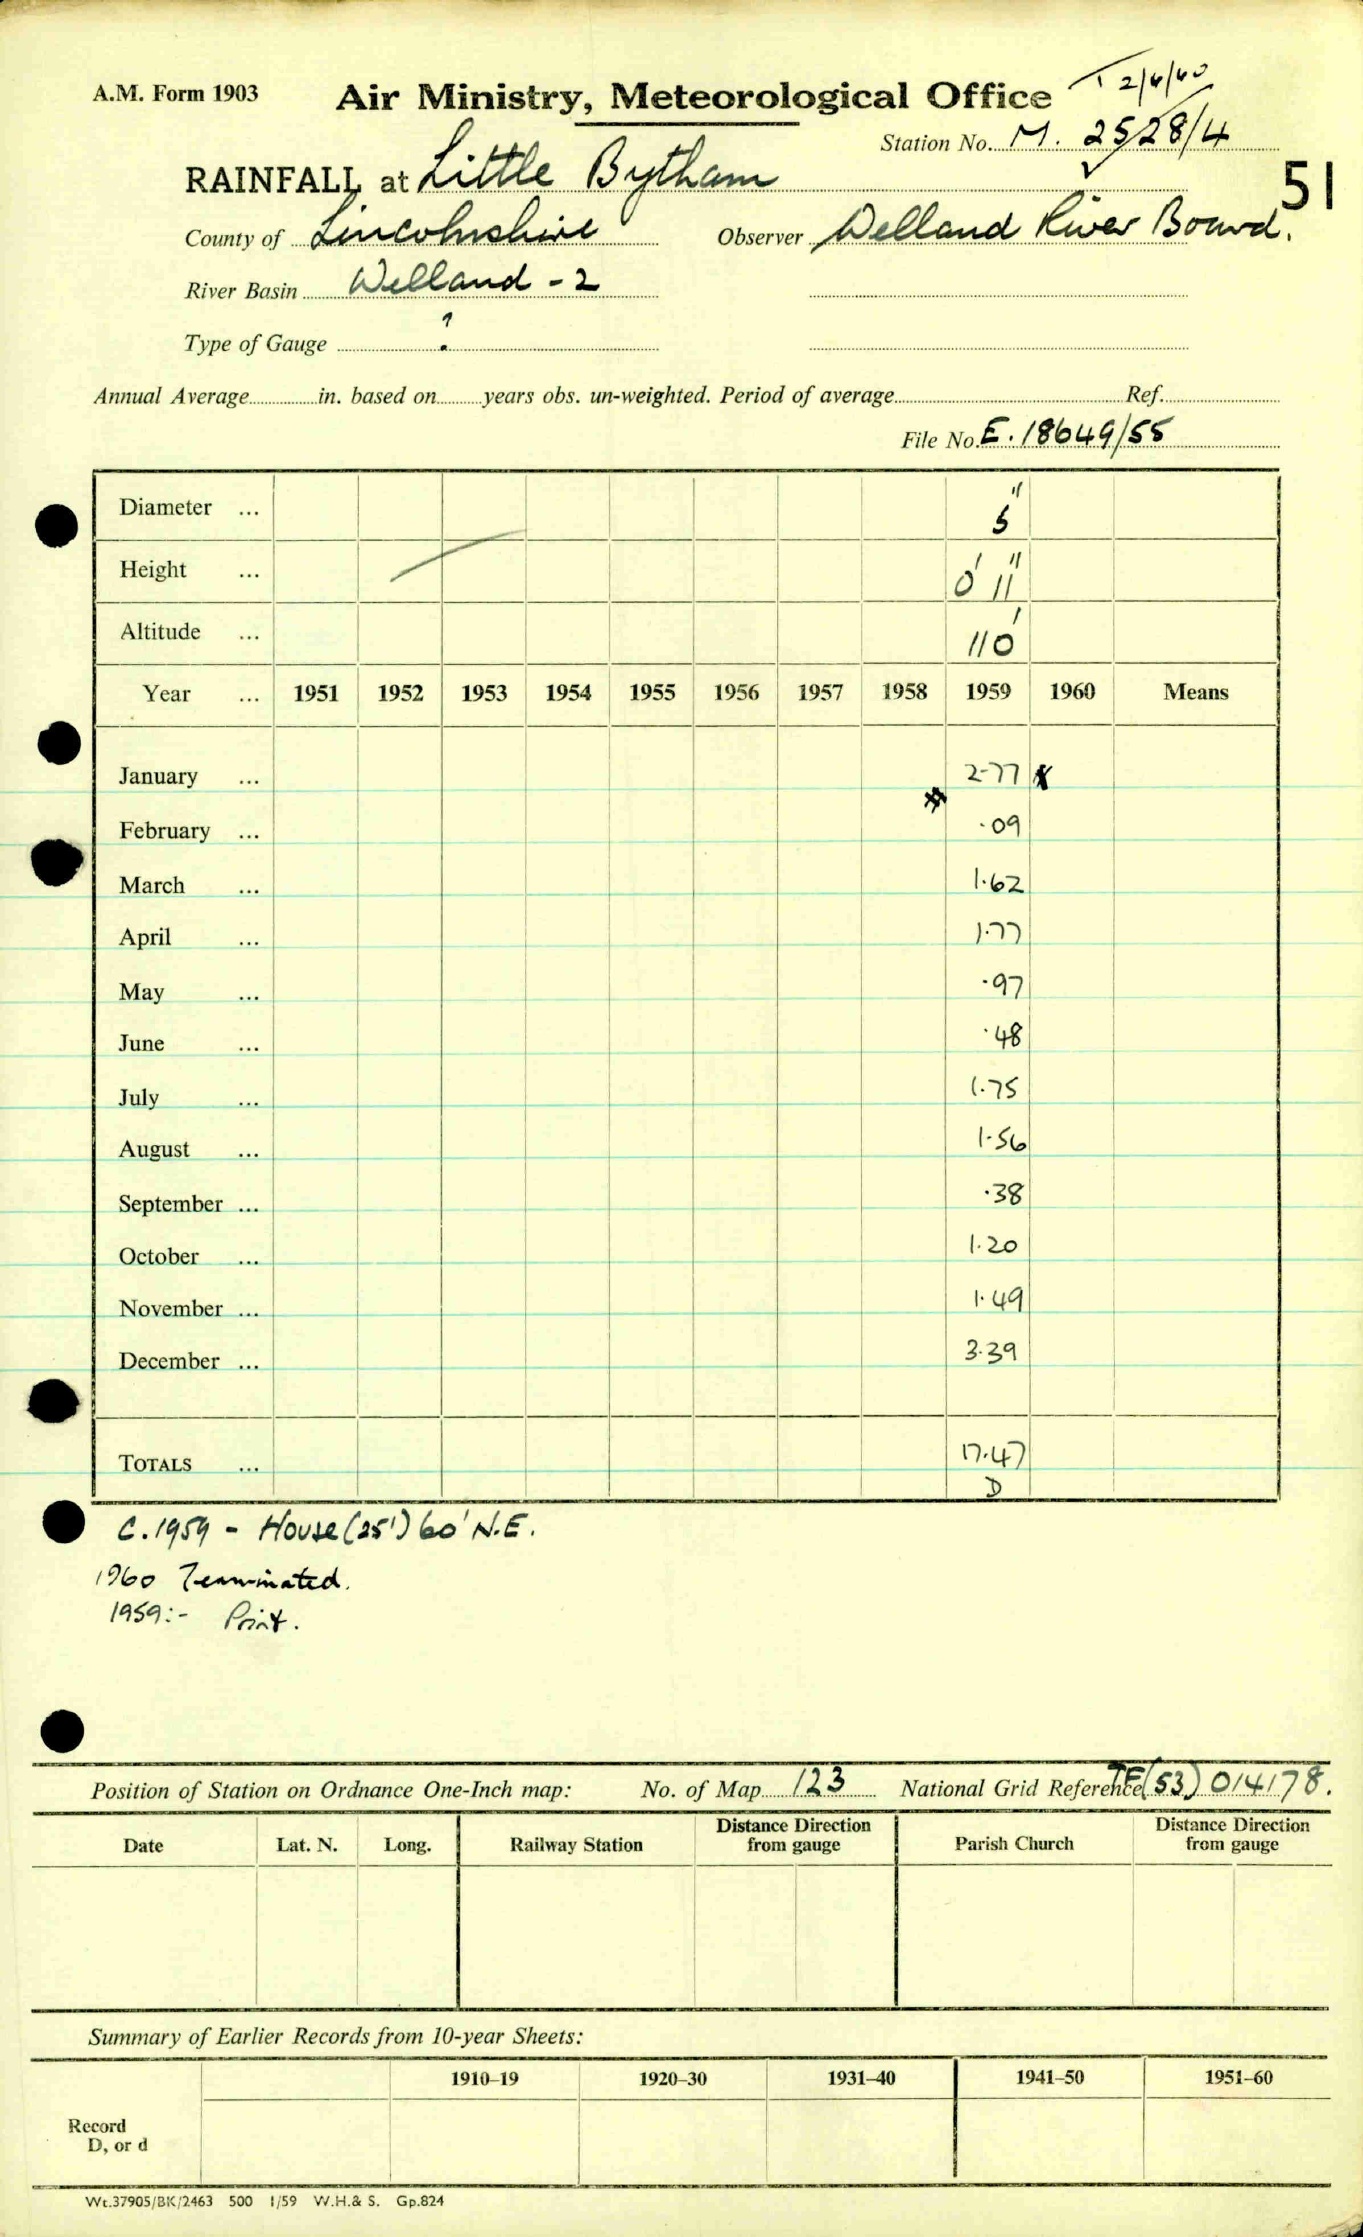 T 2/6/60
A.M. Form 1903 Air Ministry, Meteorological Office
Station No. M. 2528/4
51
RAINFALL at Little Bytham
County of Lincolnshire Observer Welland River Board.
River Basin Welland - 2
Type of Gauge ?
Annual Average in. based on years obs. un-weighted. Period of average Ref.
File No. E. 18649/55
Diameter ... 5"
Height ... 0' 11"
Altitude ... 110'
Year ... 1951 1952 1953 1954 1955 1956 1957 1958 1959 1960 Means
January ... 2.77
February ... .09
March ... 1.62
April ... 1.77
May ... .97
June ... .48
July ... 1.75
August ... 1.56
September ... .38
October ... 1.20
November ... 1.49
December ... 3.39
TOTALS ... 17.47
D
C. 1959 - House (25') 60' N.E.
1960 Terminated.
1959:- Print.
Position of Station on Ordnance One-Inch map: No. of Map 123 National Grid Reference TF (53) 014178.
Date Lat. N. Long. Railway Station Distance Direction from gauge Parish Church Distance Direction from gauge
Summary of Earlier Records from 10-year Sheets:
1910–19 1920–30 1931–40 1941–50 1951–60
Record
D, or d
Wt.37905/BK/2463 500 1/59 W.H.& S. Gp.824